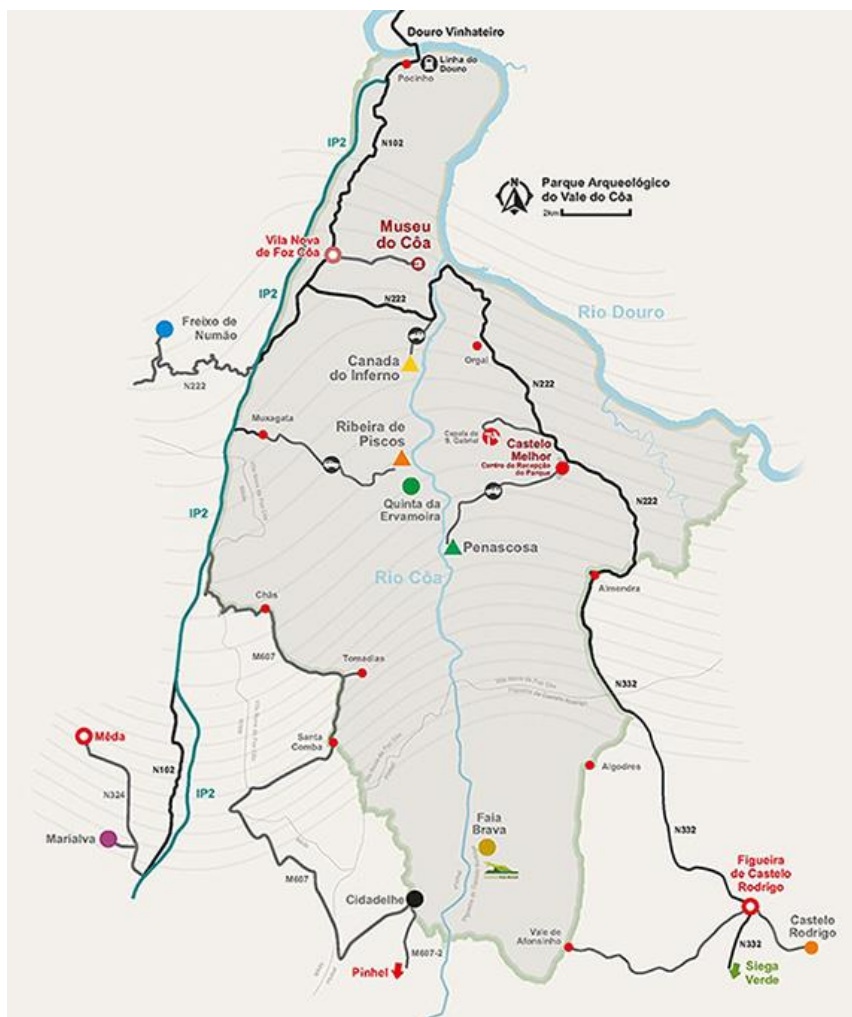 Douro Vinhateiro
Linha do
Douro
Pocinho
IP2
N102
N
Parque Arqueológico
do Vale do Côa
2km
Museu
do Côa
Vila Nova
de Foz Côa
IP2
N222
Rio Douro
Freixo de
Numão
N222
Canada
do Inferno
Orgal
N222
Muxagata
Ribeira de
Piscos
Capela de
S. Gabriel
Castelo
Melhor
Centro de Recepção
do Parque
Quinta da
Ervamoira
N222
IP2
Penascosa
Rio Côa
Almendra
Chãs
M607
Tomadias
N332
Santa
Comba
Mêda
N102
Algodres
N324
IP2
Marialva
Faia
Brava
N332
M607
Figueira
de Castelo
Rodrigo
Cidadelhe
Castelo
Rodrigo
Vale de
Afonsinho
M607-2
N332
Pinhel
Siega
Verde